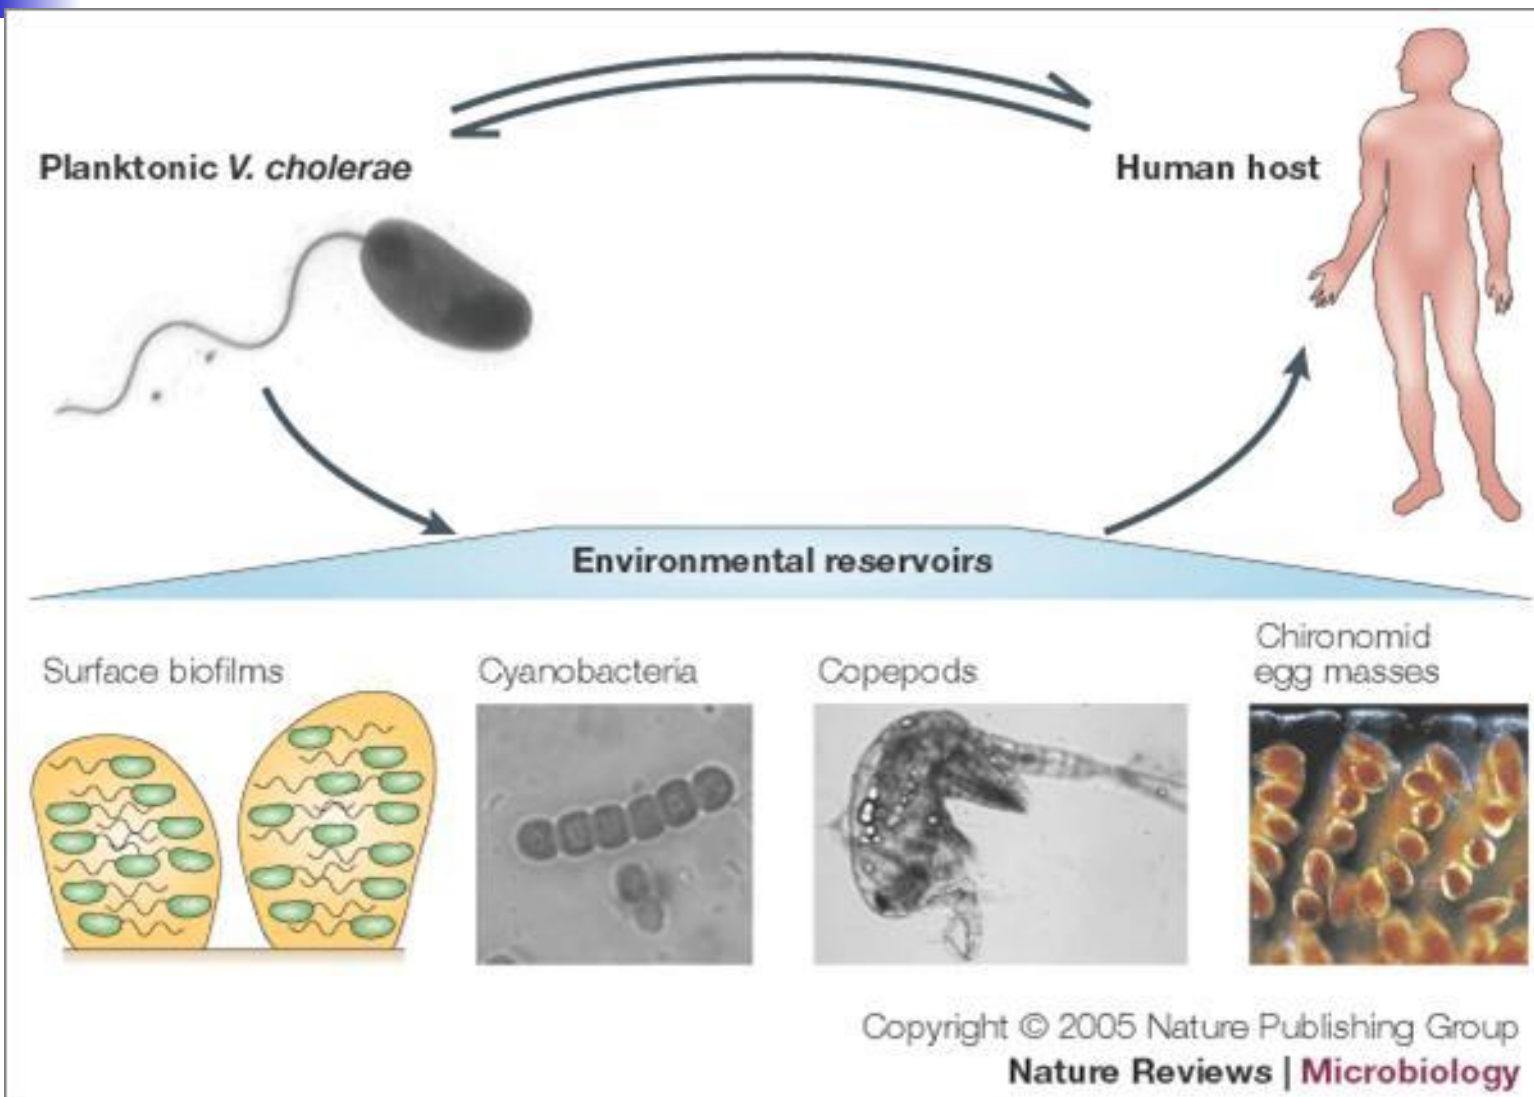 Planktonic V. cholerae
Human host
Environmental reservoirs
Surface biofilms
Cyanobacteria
Copepods
Chironomid
egg masses
Copyright © 2005 Nature Publishing Group
Nature Reviews | Microbiology